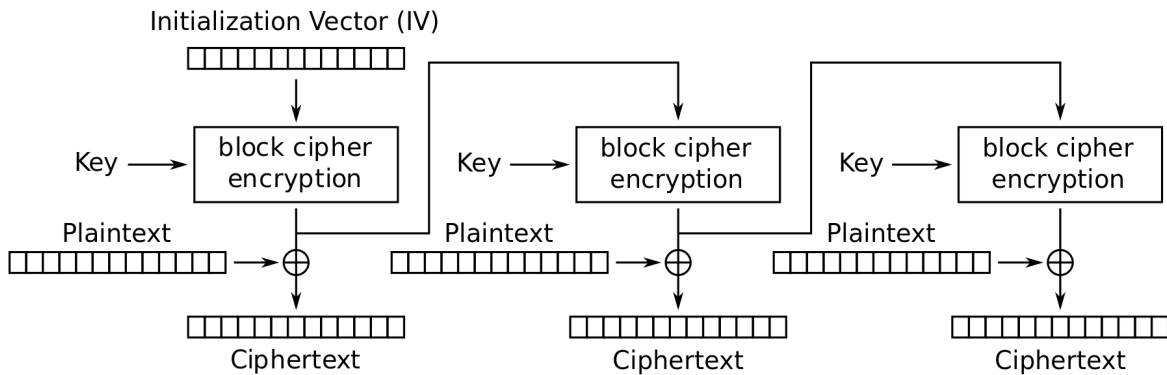 Initialization Vector (IV)
Key
block cipher
encryption
Key
block cipher
encryption
Key
block cipher
encryption
Plaintext
Plaintext
Plaintext
Ciphertext
Ciphertext
Ciphertext